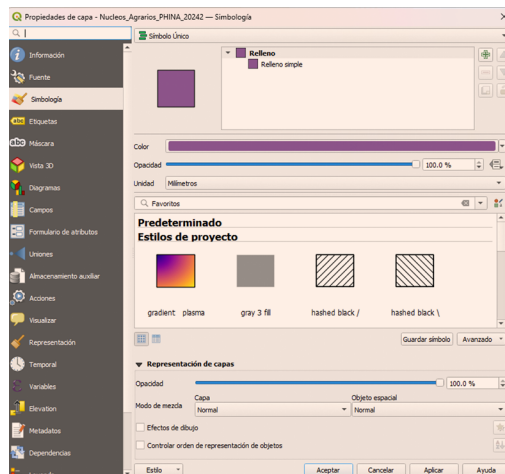 Propiedades de capa - Nucleos_Agrarios_PHINA_20242 — Simbología
Información
Fuente
Simbología
abc Etiquetas
abc Máscara
Vista 3D
Diagramas
Campos
Formulario de atributos
Uniones
Almacenamiento auxiliar
Acciones
Visualizar
Representación
Temporal
Variables
Elevation
Metadatos
Dependencias
Símbolo Único
Relleno
Relleno simple
Color
Opacidad 100.0 %
Unidad Milímetros
Favoritos
Predeterminado
Estilos de proyecto
gradient plasma
gray 3 fill
hashed black /
hashed black \
Guardar símbolo Avanzado
Representación de capas
Opacidad 100.0 %
Capa Objeto espacial
Modo de mezcla Normal Normal
Efectos de dibujo
Controlar orden de representación de objetos
Estilo Aceptar Cancelar Aplicar Ayuda